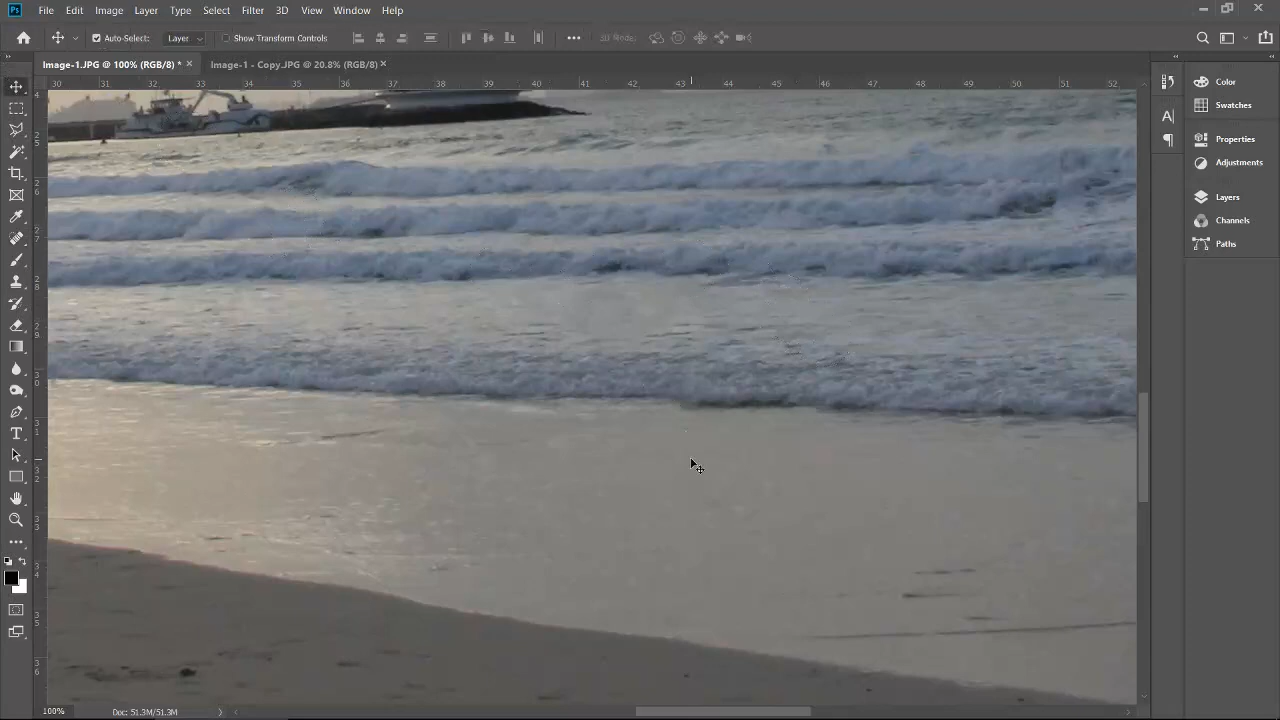 Ps File Edit Image Layer Type Select Filter 3D View Window Help
Auto-Select: Layer Show Transform Controls 3D Mode:
Image-1.JPG @ 100% (RGB/8) * × Image-1 - Copy.JPG @ 20.8% (RGB/8) ×
30 31 32 33 34 35 36 37 38 39 40 41 42 43 44 45 46 47 48 49 50 51 52
Color
Swatches
Properties
Adjustments
Layers
Channels
Paths
100% Doc: 51.3M/51.3M